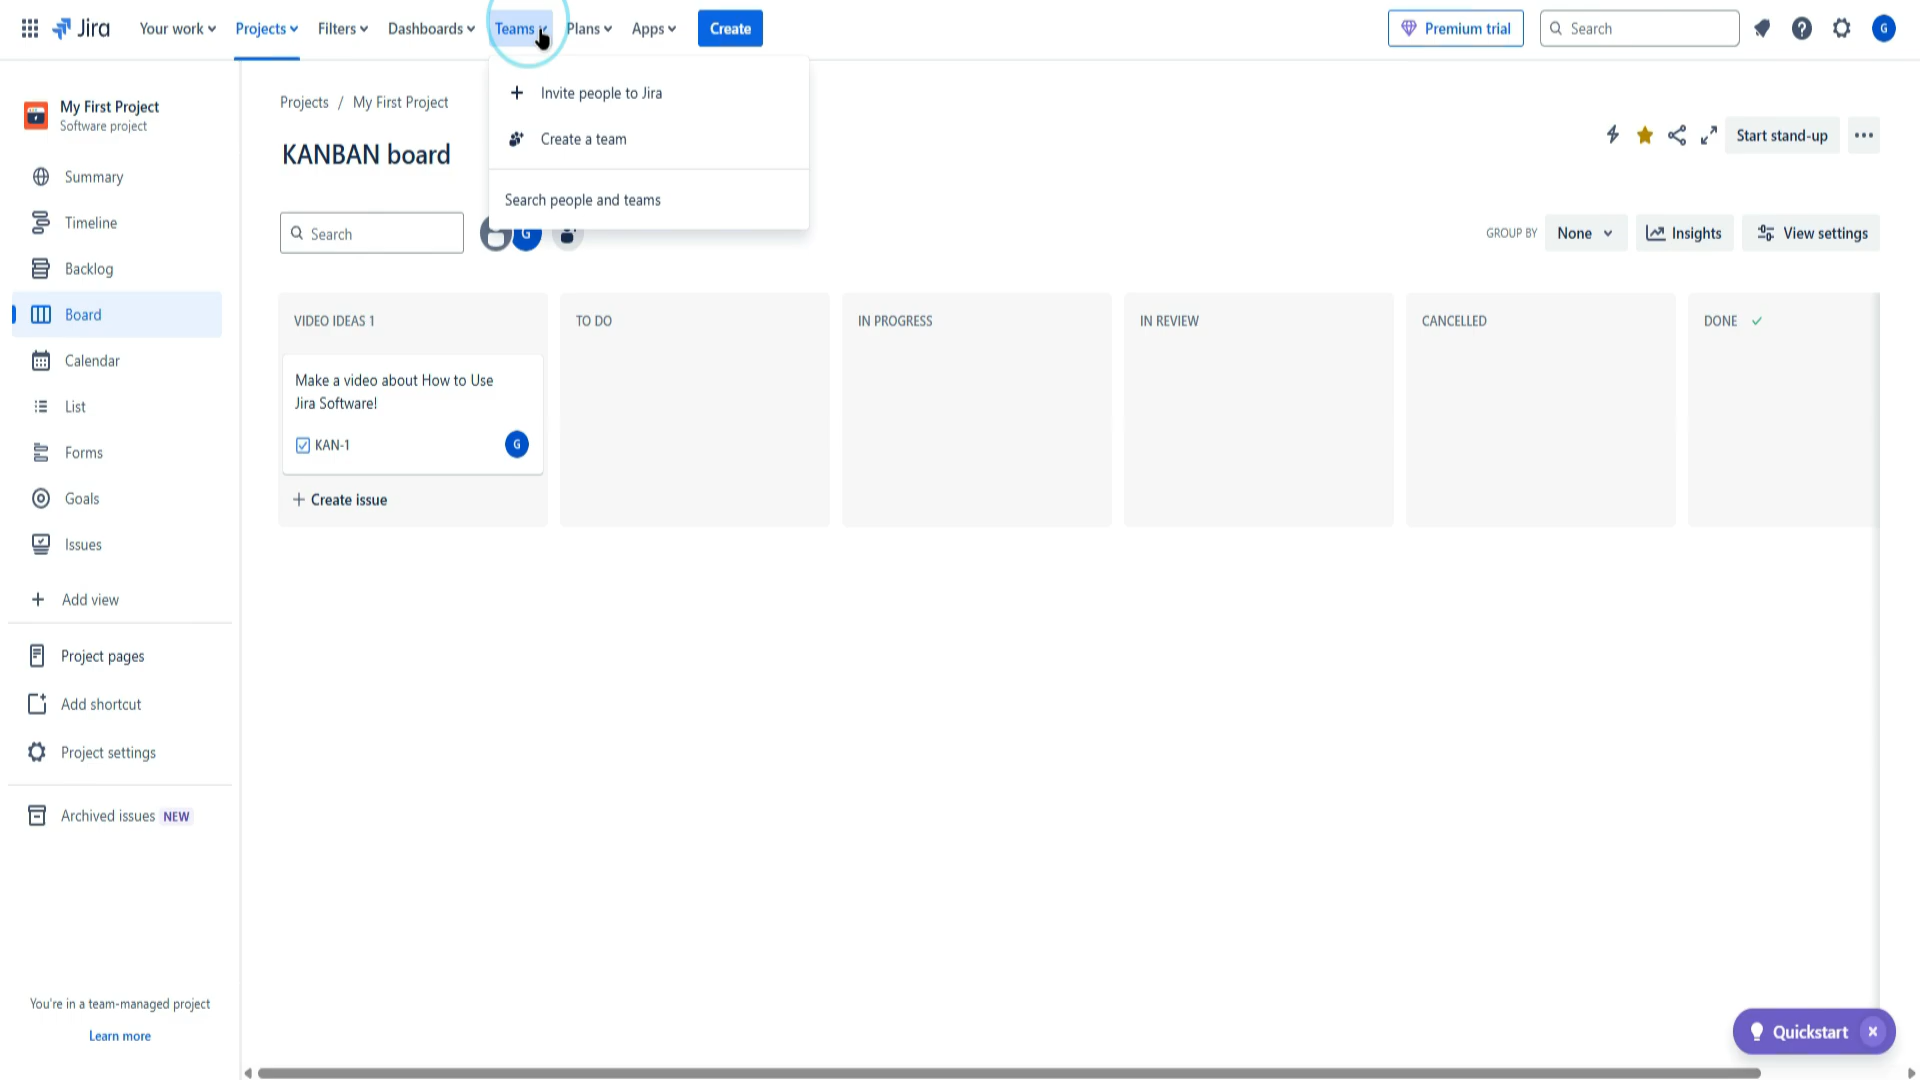 Jira
Your work
Projects
Filters
Dashboards
Teams
Plans
Apps
Create
Premium trial
Search
G
My First Project
Software project
Summary
Timeline
Backlog
Board
Calendar
List
Forms
Goals
Issues
Add view
Project pages
Add shortcut
Project settings
Archived issues NEW
You're in a team-managed project
Learn more
Projects / My First Project
KANBAN board
Invite people to Jira
Create a team
Search people and teams
Start stand-up
Search
G
GROUP BY
None
Insights
View settings
VIDEO IDEAS 1
TO DO
IN PROGRESS
IN REVIEW
CANCELLED
DONE
Make a video about How to Use
Jira Software!
KAN-1
G
Create issue
Quickstart